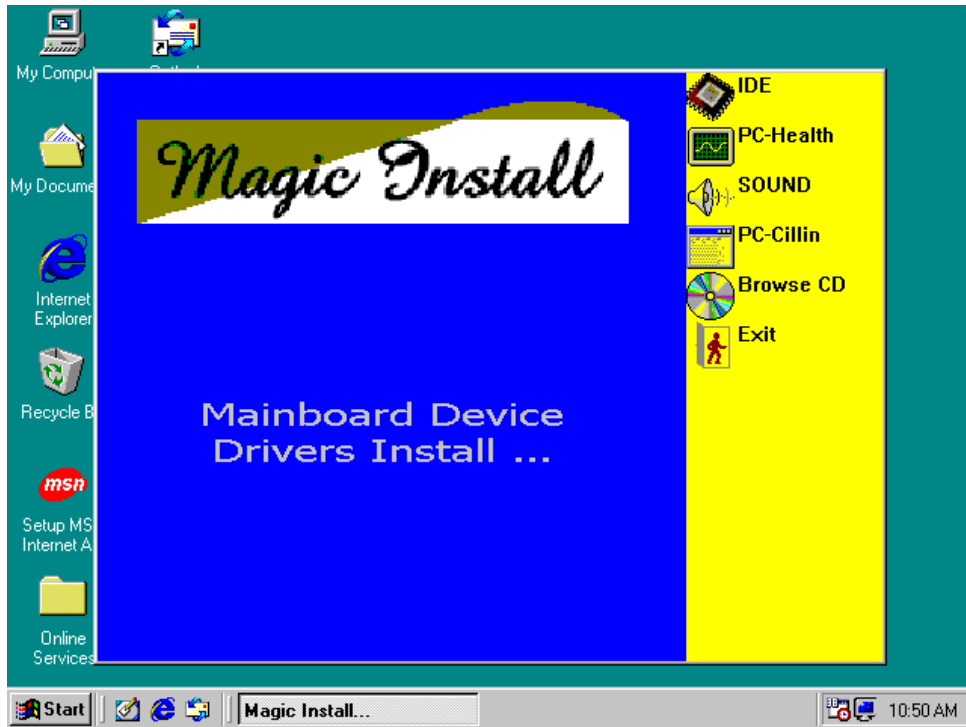 My Compu
Magic Install
IDE
PC-Health
SOUND
PC-Cillin
Browse CD
Exit
My Docume
Internet
Explorer
Recycle B
msn
Setup MS
Internet A
Online
Services
Mainboard Device
Drivers Install ...
Start
Magic Install...
10:50 AM